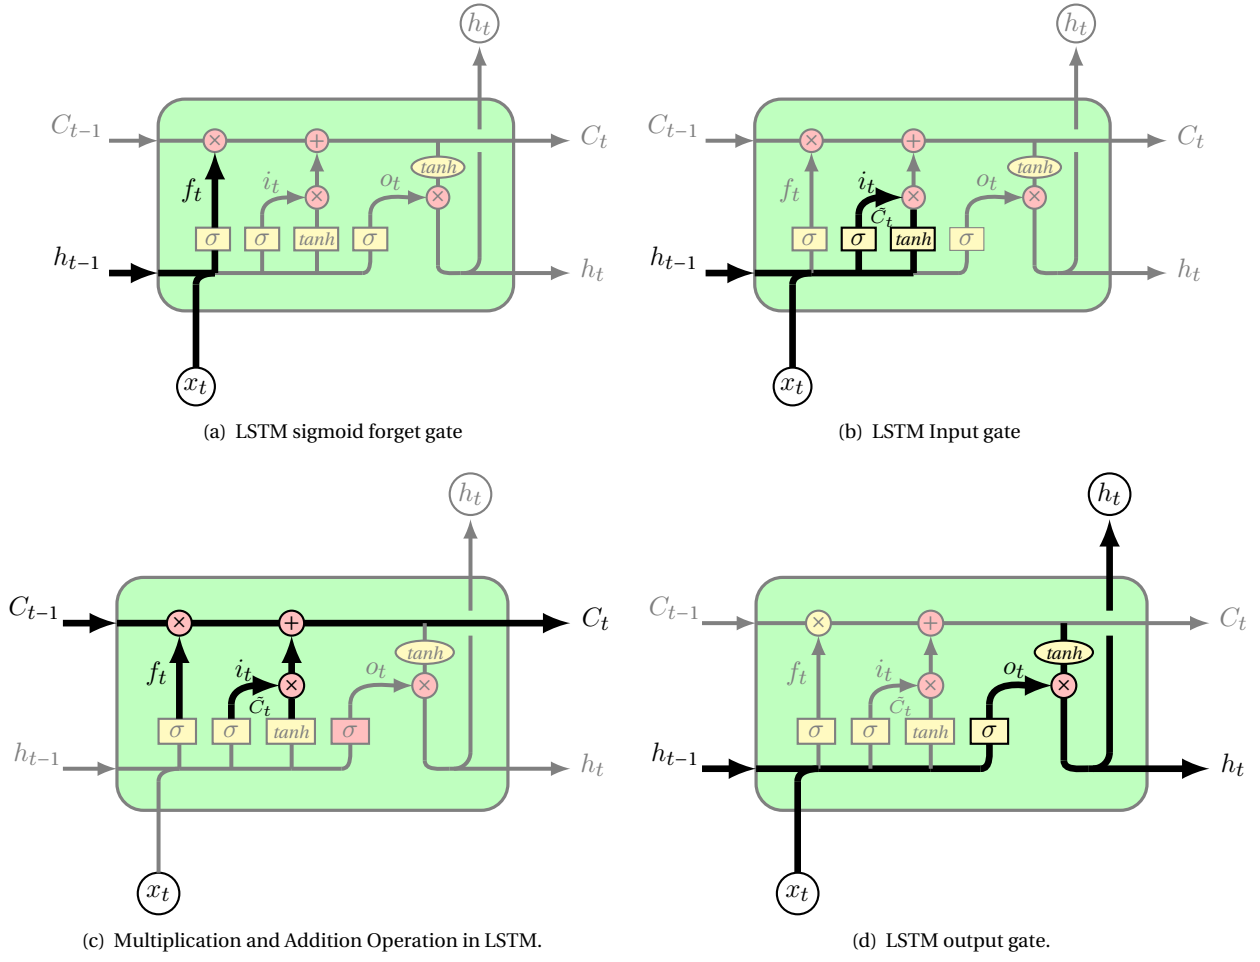 h_t
C_{t-1} × + C_t
tanh
f_t i_t × o_t ×
σ σ tanh σ
h_{t-1} h_t
x_t
(a) LSTM sigmoid forget gate
h_t
C_{t-1} × + C_t
tanh
f_t i_t × o_t ×
C̃_t
σ σ tanh σ
h_{t-1} h_t
x_t
(b) LSTM Input gate
h_t
C_{t-1} × + C_t
tanh
f_t i_t × o_t ×
C̃_t
σ σ tanh σ
h_{t-1} h_t
x_t
(c) Multiplication and Addition Operation in LSTM.
h_t
C_{t-1} × + C_t
tanh
f_t i_t × o_t ×
C̃_t
σ σ tanh σ
h_{t-1} h_t
x_t
(d) LSTM output gate.